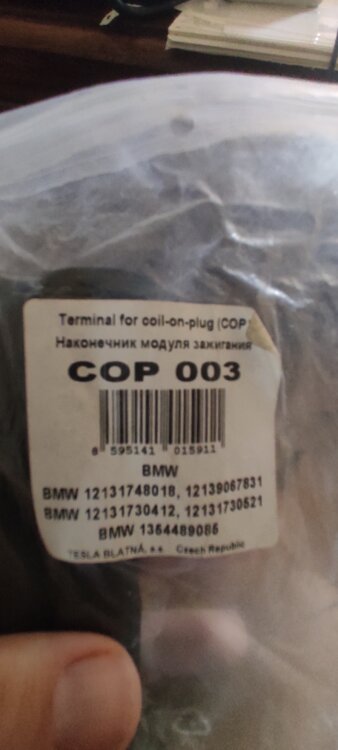 Terminal for coil-on-plug (COP)
Наконечник модуля зажигания
COP 003
8 595141 015911
BMW
BMW 12131748018, 12139067831
BMW 12131730412, 12131730521
BMW 1354489085
TESLA BLATNÁ, a.s. Czech Republic